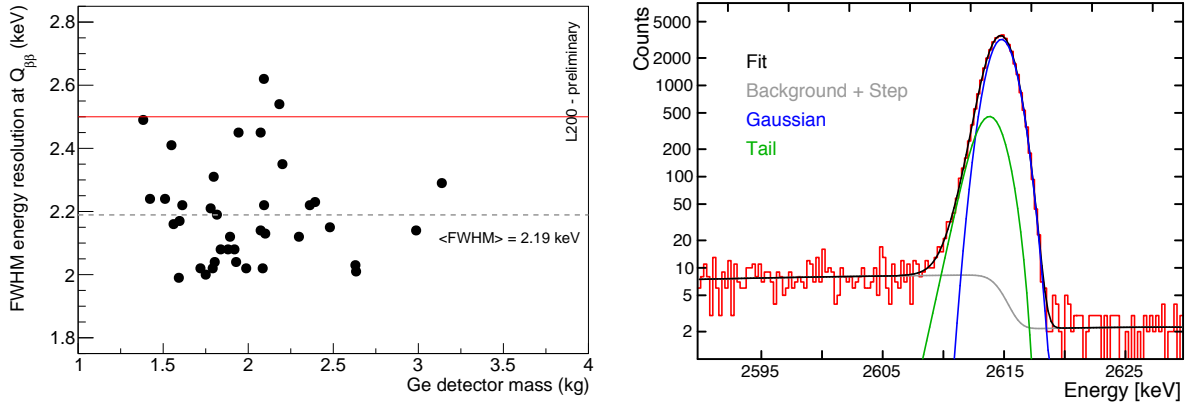 FWHM energy resolution at Qββ (keV)
2.8
2.6
2.4
2.2
2
1.8
L200 - preliminary
<FWHM> = 2.19 keV
1
1.5
2
2.5
3
3.5
4
Ge detector mass (kg)
Counts
5000
1000
500
200
100
50
20
10
5
2
Fit
Background + Step
Gaussian
Tail
2595
2605
2615
2625
Energy [keV]